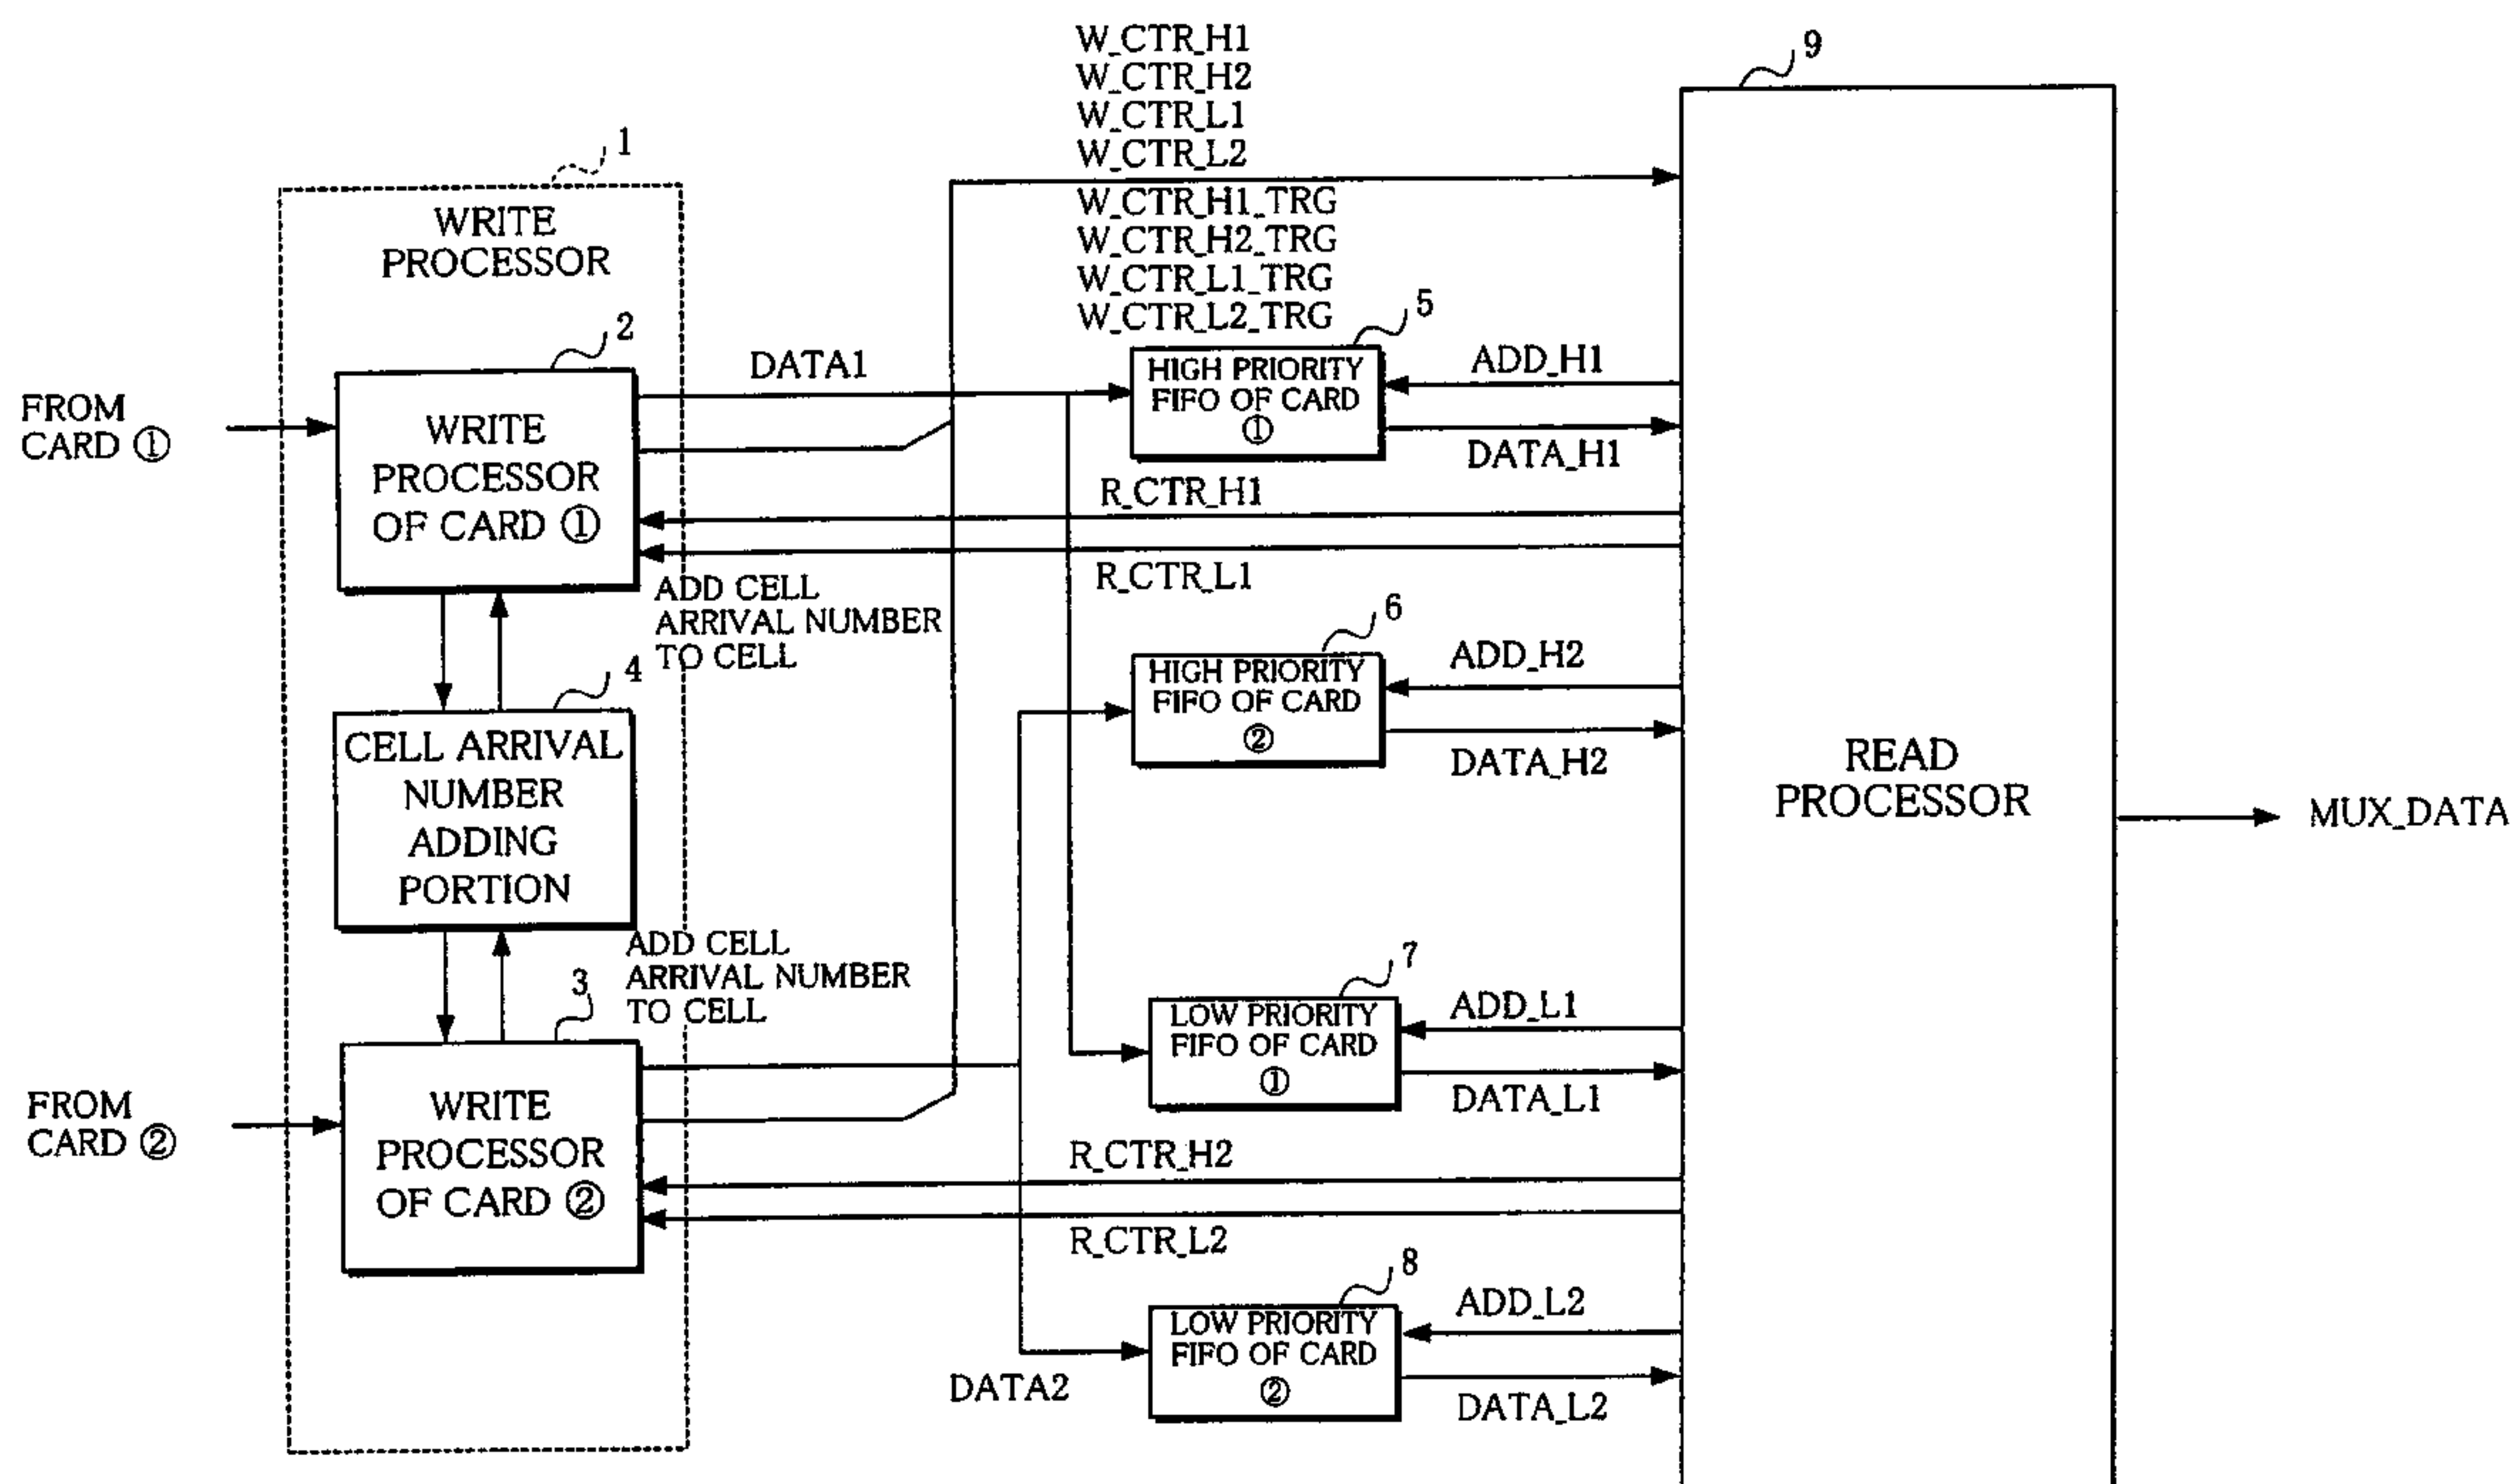 W_CTR_H1
W_CTR_H2
W_CTR_L1
W_CTR_L2
W_CTR_H1_TRG
W_CTR_H2_TRG
W_CTR_L1_TRG
W_CTR_L2_TRG
9
1
WRITE
PROCESSOR
2
FROM
CARD ①
WRITE
PROCESSOR
OF CARD ①
DATA1
5
HIGH PRIORITY
FIFO OF CARD
①
ADD_H1
DATA_H1
R_CTR_H1
R_CTR_L1
ADD CELL
ARRIVAL NUMBER
TO CELL
4
CELL ARRIVAL
NUMBER
ADDING
PORTION
6
HIGH PRIORITY
FIFO OF CARD
②
ADD_H2
DATA_H2
READ
PROCESSOR
MUX_DATA
ADD CELL
ARRIVAL NUMBER
TO CELL
3
FROM
CARD ②
WRITE
PROCESSOR
OF CARD ②
7
LOW PRIORITY
FIFO OF CARD
①
ADD_L1
DATA_L1
R_CTR_H2
R_CTR_L2
8
LOW PRIORITY
FIFO OF CARD
②
ADD_L2
DATA_L2
DATA2